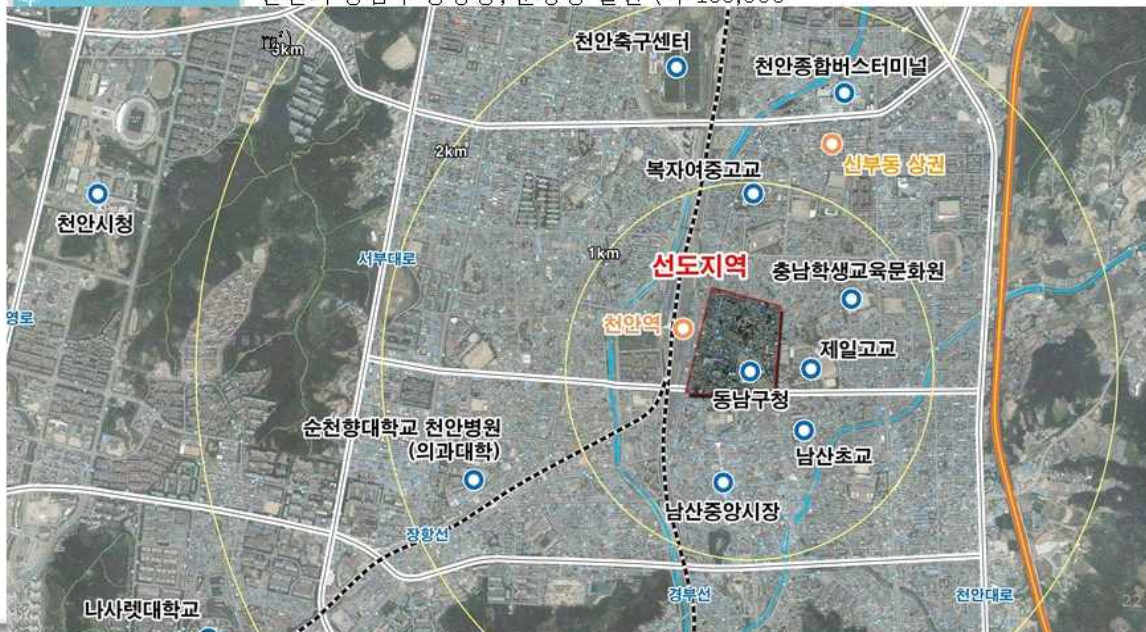 ㎡)
3km
천안축구센터
천안종합버스터미널
2km
신부동 상권
복자여중고교
천안시청
1km
서부대로
선도지역
충남학생교육문화원
영로
천안역
제일고교
동남구청
순천향대학교 천안병원
(의과대학)
남산초교
남산중앙시장
장항선
경부선
천안대로
나사렛대학교